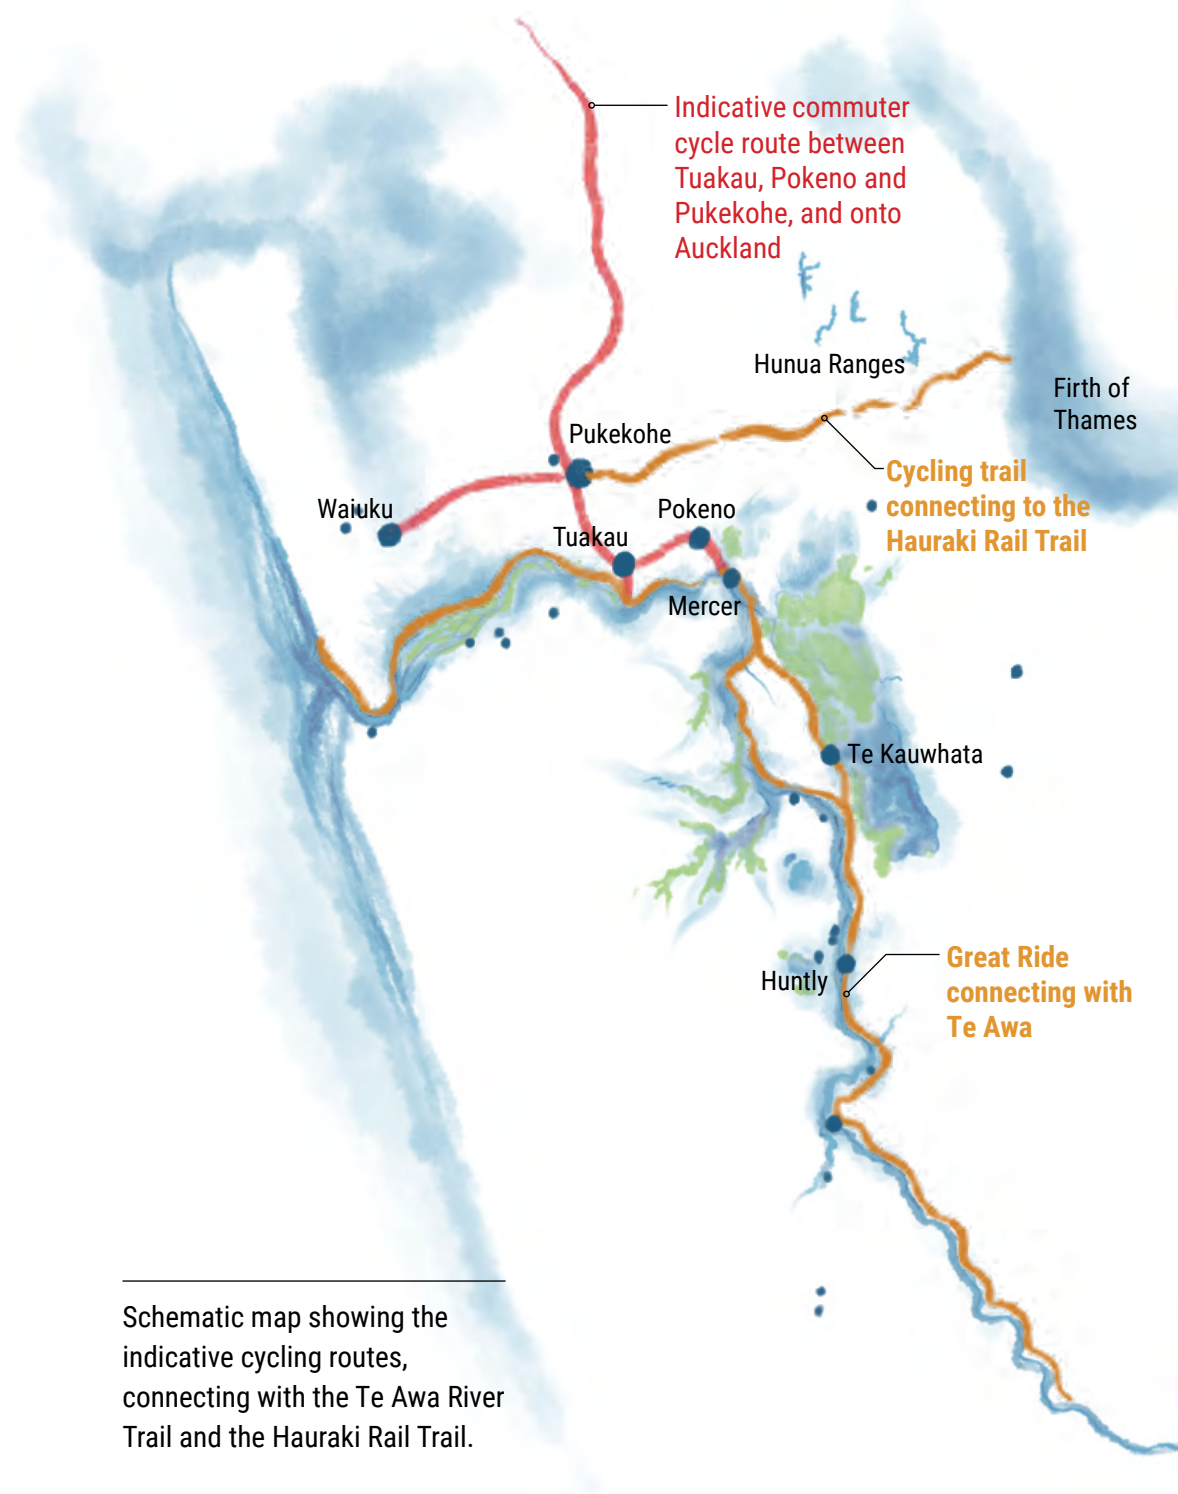 Indicative commuter
cycle route between
Tuakau, Pokeno and
Pukekohe, and onto
Auckland
Hunua Ranges
Firth of
Thames
Pukekohe
Cycling trail
connecting to the
Hauraki Rail Trail
Waiuku
Pokeno
Tuakau
Mercer
Te Kauwhata
Great Ride
connecting with
Te Awa
Huntly
Schematic map showing the
indicative cycling routes,
connecting with the Te Awa River
Trail and the Hauraki Rail Trail.